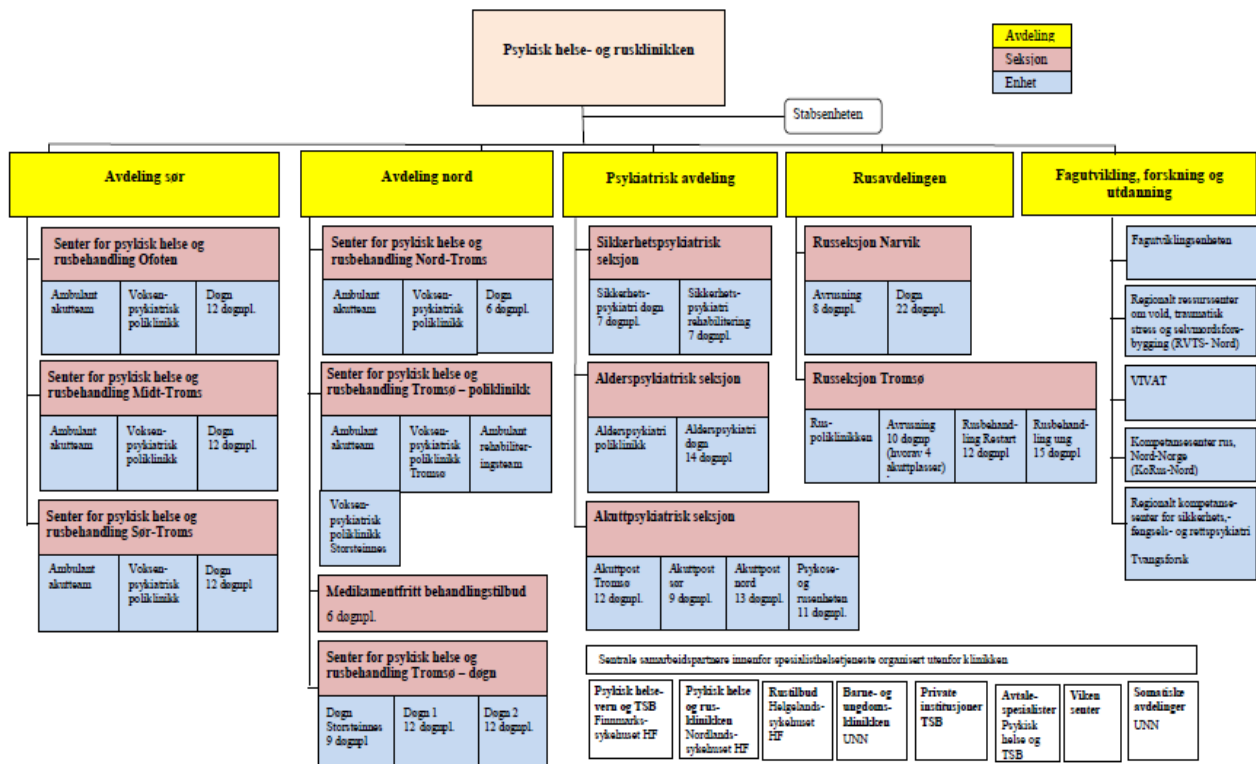 Psykisk helse- og rusklinikken
Avdeling
Seksjøn
Enhet
Stabsenheten
Avdeling sør
Senter for psykisk helse og
rusbehandling Ofoten
Ambulant
akutteam
Voksen-
psykiatrisk
poliklinikk
Døgn
12 døgnpl.
Senter for psykisk helse og
rusbehandling Midt-Troms
Ambulant
akutteam
Voksen-
psykiatrisk
poliklinikk
Døgn
12 døgnpl.
Senter for psykisk helse og
rusbehandling Sør-Troms
Ambulant
akutteam
Voksen-
psykiatrisk
poliklinikk
Døgn
12 døgnpl
Avdeling nord
Senter for psykisk helse og
rusbehandling Nord-Troms
Ambulant
akutteam
Voksen-
psykiatrisk
poliklinikk
Døgn
6 døgnpl.
Senter for psykisk helse og
rusbehandling Tromsø – poliklinikk
Ambulant
akutteam
Voksen-
psykiatrisk
poliklinikk
Tromsø
Ambulant
rehabiliter-
ingsteam
Voksen-
psykiatrisk
poliklinikk
Storsteinnes
Medikamentfritt behandlingstilbud
6 døgnpl.
Senter for psykisk helse og
rusbehandling Tromsø – døgn
Døgn
Storsteinnes
9 døgnpl
Døgn 1
12 døgnpl.
Døgn 2
12 døgnpl.
Psykiatrisk avdeling
Sikkerhetspsykiatrisk
seksjon
Sikkerhets-
psykiatri døgn
7 døgnpl.
Sikkerhets-
psykiatri
rehabilitering
7 døgnpl.
Alderspsykiatrisk seksjon
Alderspsykiatri
poliklinikk
Alderspsykiatri
døgn
14 døgnpl
Akuttpsykiatrisk seksjon
Akuttpost
Tromsø
12 døgnpl.
Akuttpost
sør
9 døgnpl.
Akuttpost
nord
13 døgnpl.
Psykose-
og
rusenheten
11 døgnpl.
Rusavdelingen
Russeksjon Narvik
Avrusning
8 døgnpl.
Døgn
22 døgnpl.
Russeksjon Tromsø
Rus-
poliklinikken
Avrusning
10 døgnp
(hvorav 4
akuttplasser)
Rusbehand-
ling Restart
12 døgnpl
Rusbehand-
ling ung
15 døgnpl
Fagutvikling, forskning og
utdanning
Fagutviklingsenheten
Regionalt ressurssenter
om vold, traumatisk
stress og selvmordsfore-
bygging (RVTS- Nord)
VIVAT
Kompetansesenter rus,
Nord-Norge
(KoRus-Nord)
Regionalt kompetanse-
senter for sikkerhets,-
fengsels- og rettspsykiatri
Tvangsforsk
Sentrale samarbeidspartnere innenfor spesialisthelsetjeneste organisert utenfor klinikken
Psykisk helse-
vern og TSB
Finnmarks-
sykehuset HF
Psykisk helse
og rus-
klinikken
Nordlands-
sykehuset HF
Rustilbud
Helgelands-
sykehuset
HF
Barne- og
ungdoms-
klinikken
UNN
Private
institusjoner
TSB
Avtale-
spesialister
Psykisk
helse og
TSB
Viken
senter
Somatiske
avdelinger
UNN